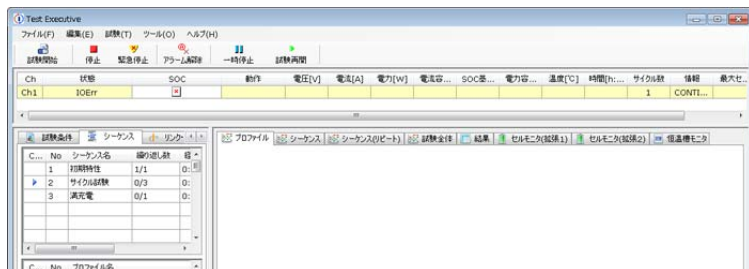 Test Executive
ファイル(F) 編集(E) 試験(T) ツール(O) ヘルプ(H)
試験開始 停止 緊急停止 アラーム解除 一時停止 試験再開
Ch 状態 SOC 動作 電圧[V] 電流[A] 電力[W] 電流容... SOC基... 電力容... 温度[℃] 時間[h:... サイクル数 情報 最大セ...
Ch1 IOErr 1 CONTI...
試験条件 シーケンス リンク・
プロファイル シーケンス シーケンス(リピート) 試験全体 結果 セルモニタ(拡張1) セルモニタ(拡張2) 恒温槽モニタ
C... No シーケンス名 繰り返し数
1 初期特性 1/1 0:
2 サイクル試験 0/3 0:
3 満充電 0/1 0:
C... No プロファイル名